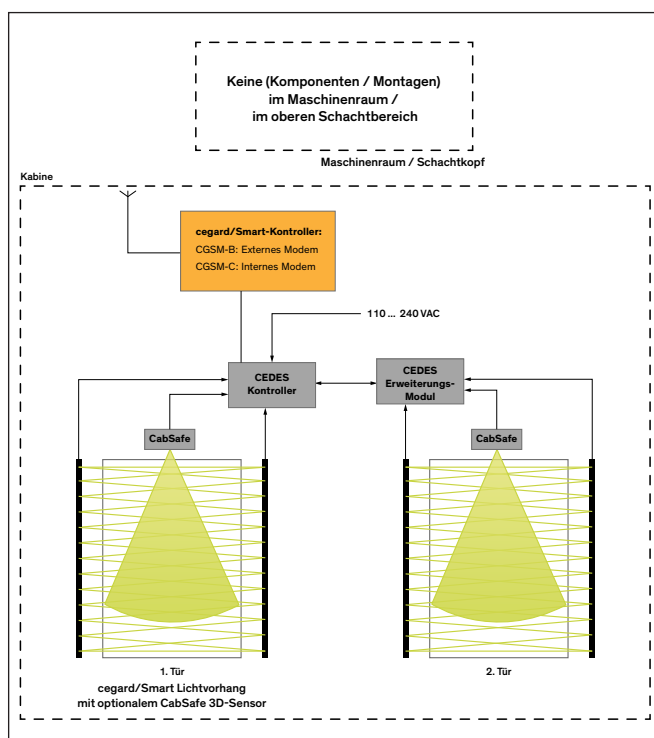 Keine (Komponenten / Montagen)
im Maschinenraum /
im oberen Schachtbereich
Maschinenraum / Schachtkopf
Kabine
cegard/Smart-Kontroller:
CGSM-B: Externes Modem
CGSM-C: Internes Modem
110 ... 240 VAC
CEDES
Kontroller
CEDES
Erweiterungs-
Modul
CabSafe
CabSafe
1. Tür
cegard/Smart Lichtvorhang
mit optionalem CabSafe 3D-Sensor
2. Tür